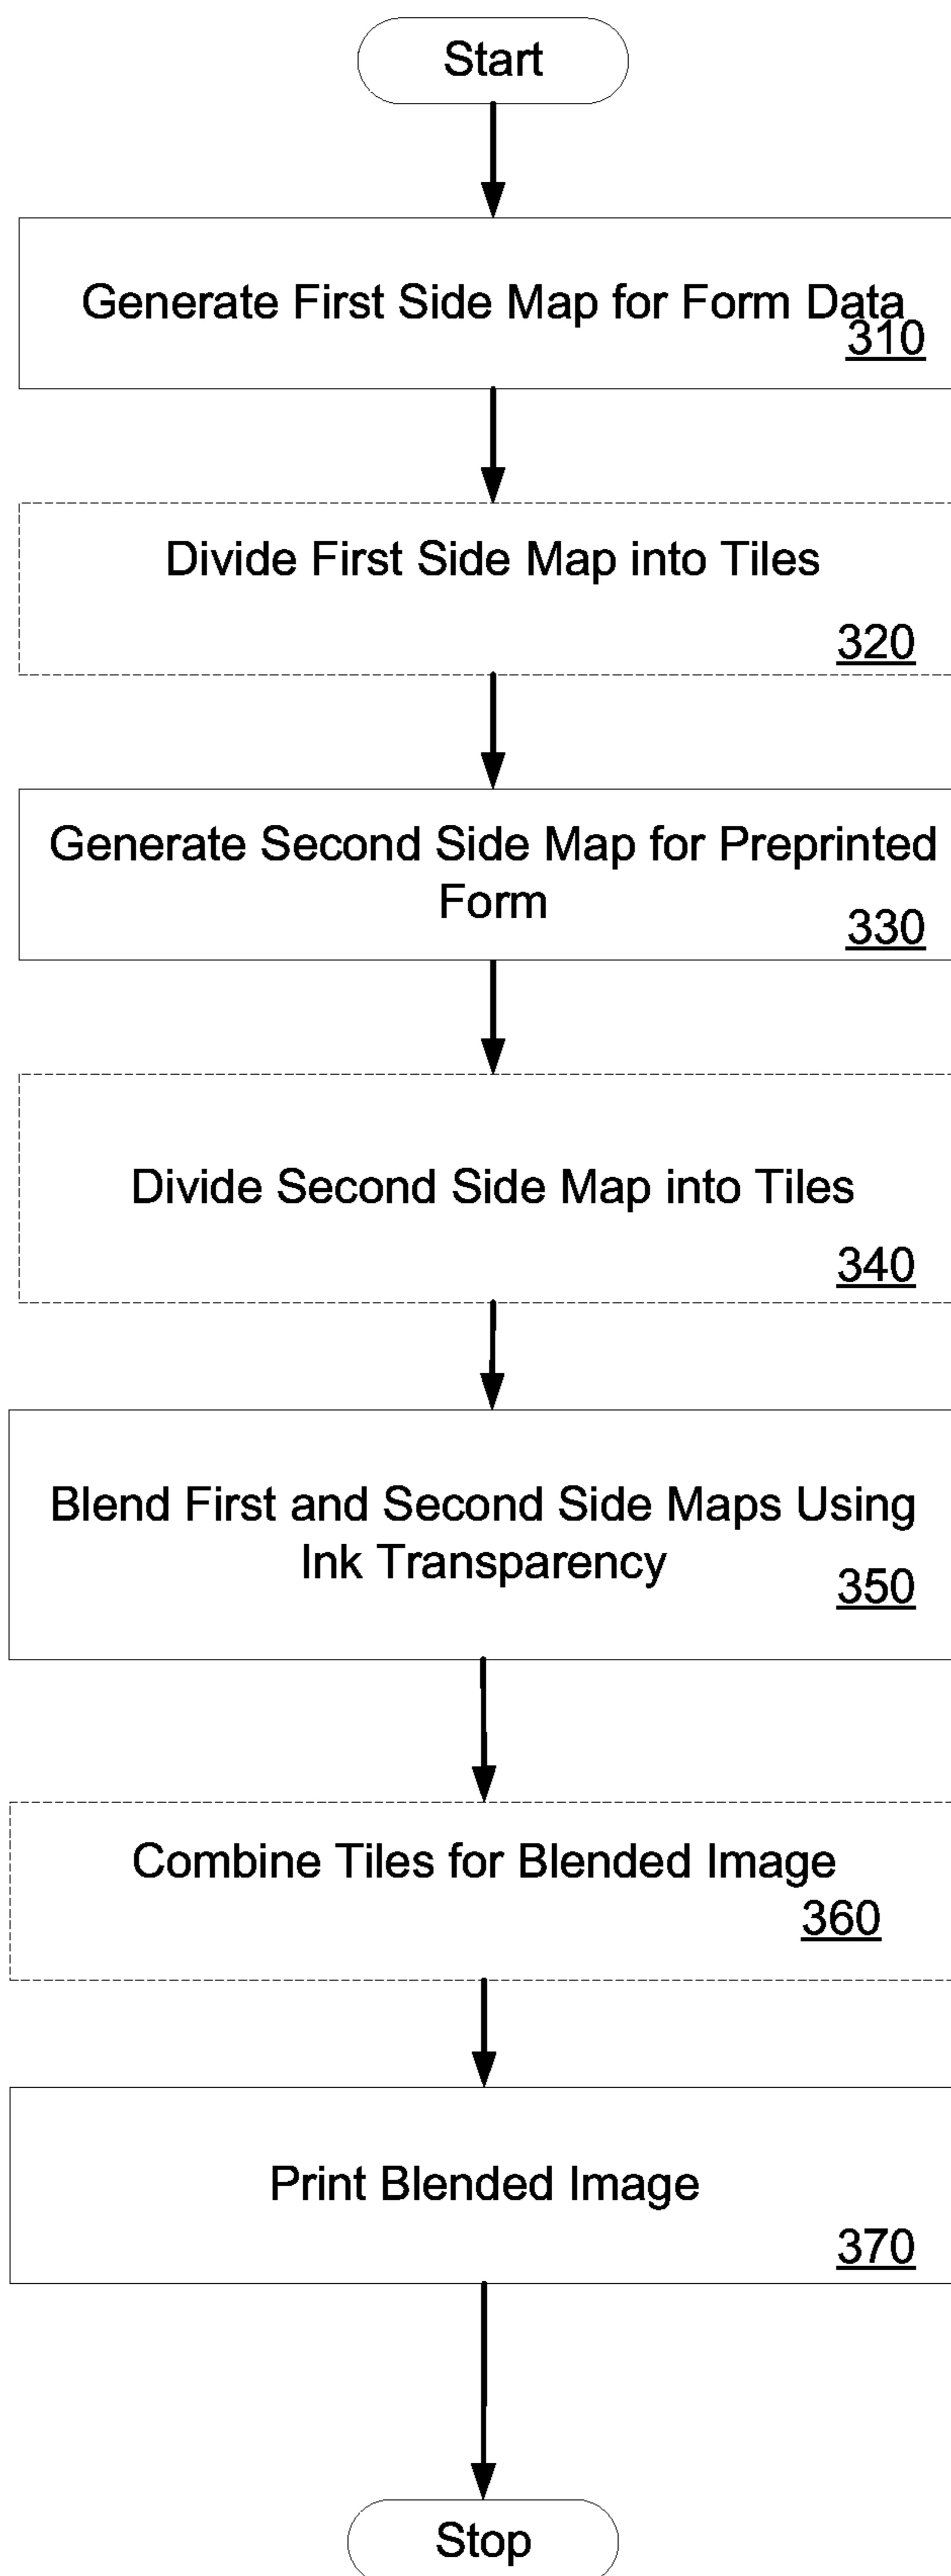 Start
Generate First Side Map for Form Data
310
Divide First Side Map into Tiles
320
Generate Second Side Map for Preprinted
Form
330
Divide Second Side Map into Tiles
340
Blend First and Second Side Maps Using
Ink Transparency
350
Combine Tiles for Blended Image
360
Print Blended Image
370
Stop